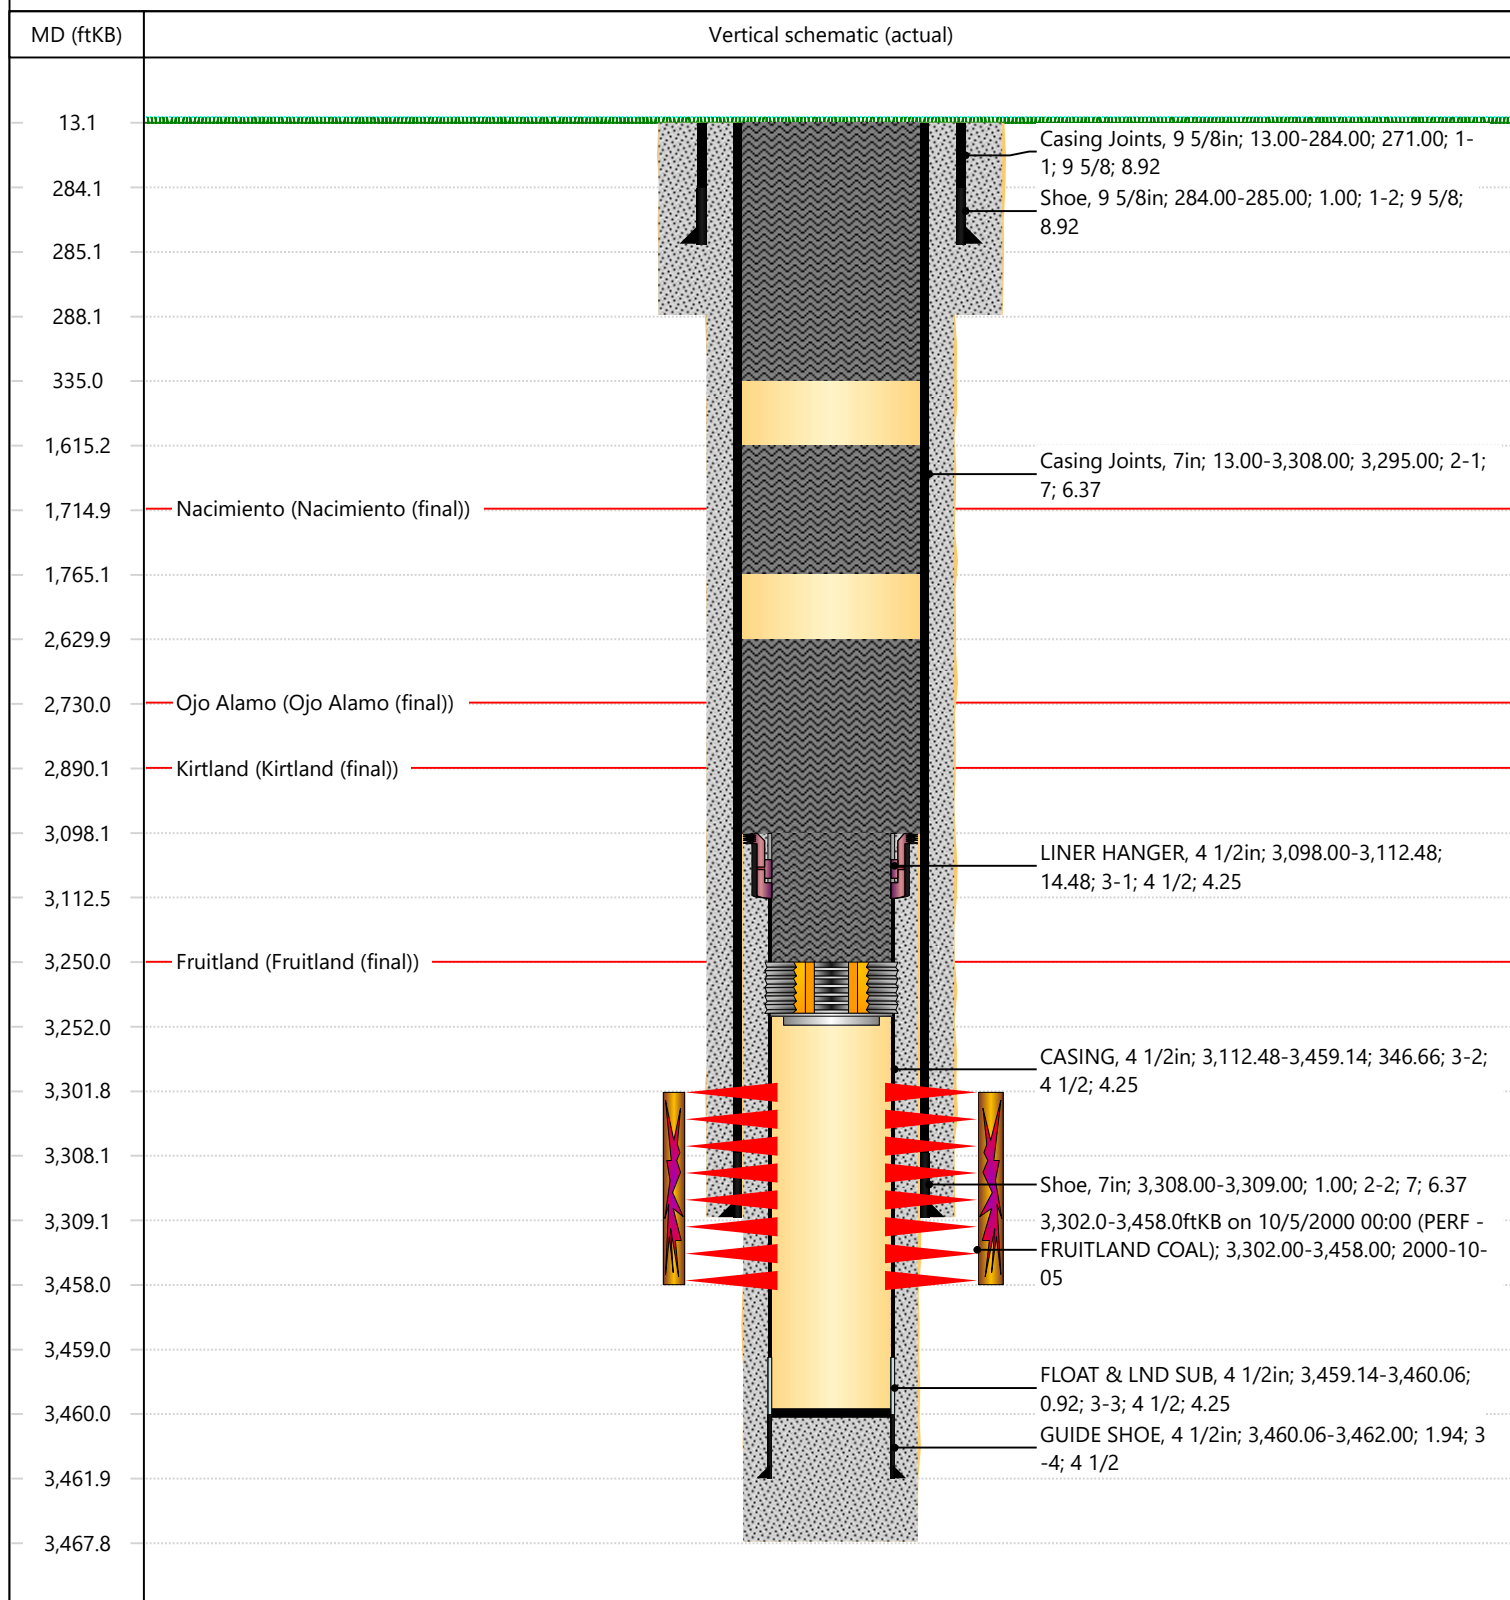 MD (ftKB)
Vertical schematic (actual)
13.1
Casing Joints, 9 5/8in; 13.00-284.00; 271.00; 1-
1; 9 5/8; 8.92
284.1
Shoe, 9 5/8in; 284.00-285.00; 1.00; 1-2; 9 5/8;
8.92
285.1
288.1
335.0
1,615.2
Casing Joints, 7in; 13.00-3,308.00; 3,295.00; 2-1;
7; 6.37
1,714.9
Nacimiento (Nacimiento (final))
1,765.1
2,629.9
2,730.0
Ojo Alamo (Ojo Alamo (final))
2,890.1
Kirtland (Kirtland (final))
3,098.1
LINER HANGER, 4 1/2in; 3,098.00-3,112.48;
14.48; 3-1; 4 1/2; 4.25
3,112.5
3,250.0
Fruitland (Fruitland (final))
3,252.0
CASING, 4 1/2in; 3,112.48-3,459.14; 346.66; 3-2;
4 1/2; 4.25
3,301.8
3,308.1
Shoe, 7in; 3,308.00-3,309.00; 1.00; 2-2; 7; 6.37
3,309.1
3,302.0-3,458.0ftKB on 10/5/2000 00:00 (PERF -
FRUITLAND COAL); 3,302.00-3,458.00; 2000-10-
05
3,458.0
3,459.0
FLOAT & LND SUB, 4 1/2in; 3,459.14-3,460.06;
0.92; 3-3; 4 1/2; 4.25
3,460.0
GUIDE SHOE, 4 1/2in; 3,460.06-3,462.00; 1.94; 3
-4; 4 1/2
3,461.9
3,467.8